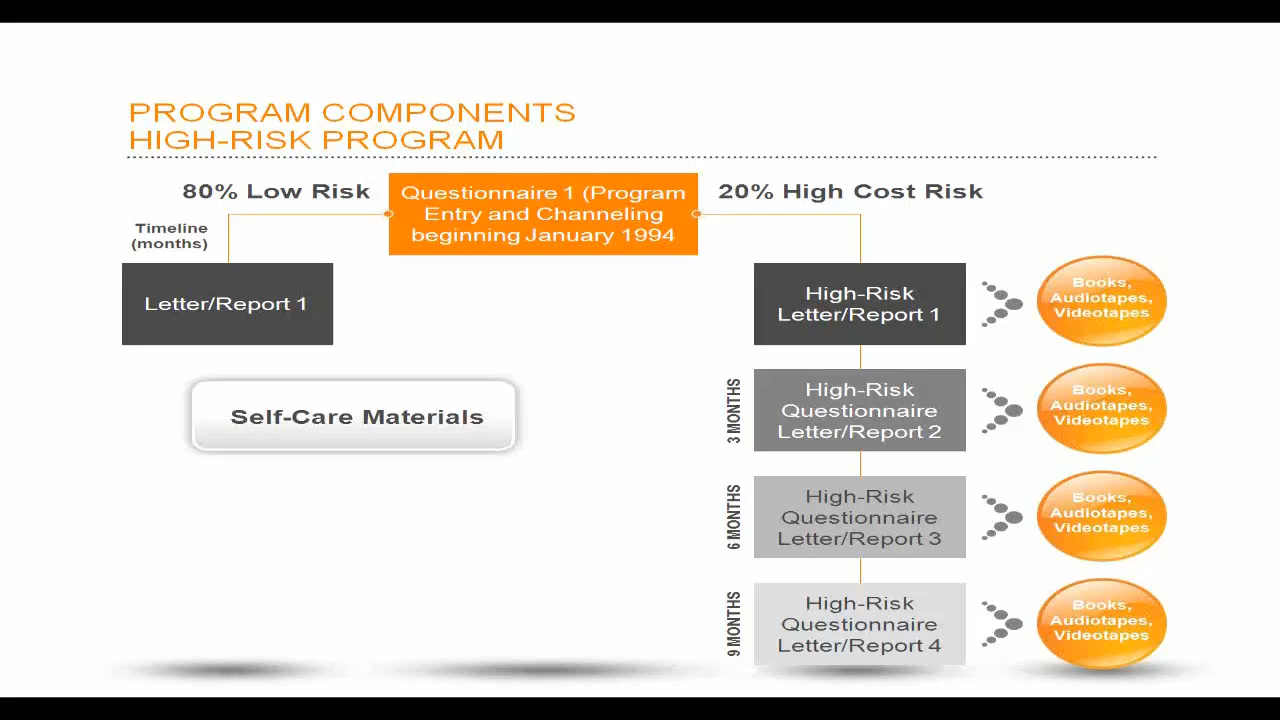 PROGRAM COMPONENTS
HIGH-RISK PROGRAM
80% Low Risk
Questionnaire 1 (Program
Entry and Channeling
beginning January 1994
20% High Cost Risk
Timeline
(months)
Letter/Report 1
High-Risk
Letter/Report 1
Books,
Audiotapes,
Videotapes
Self-Care Materials
3 MONTHS
High-Risk
Questionnaire
Letter/Report 2
Books,
Audiotapes,
Videotapes
6 MONTHS
High-Risk
Questionnaire
Letter/Report 3
Books,
Audiotapes,
Videotapes
9 MONTHS
High-Risk
Questionnaire
Letter/Report 4
Books,
Audiotapes,
Videotapes